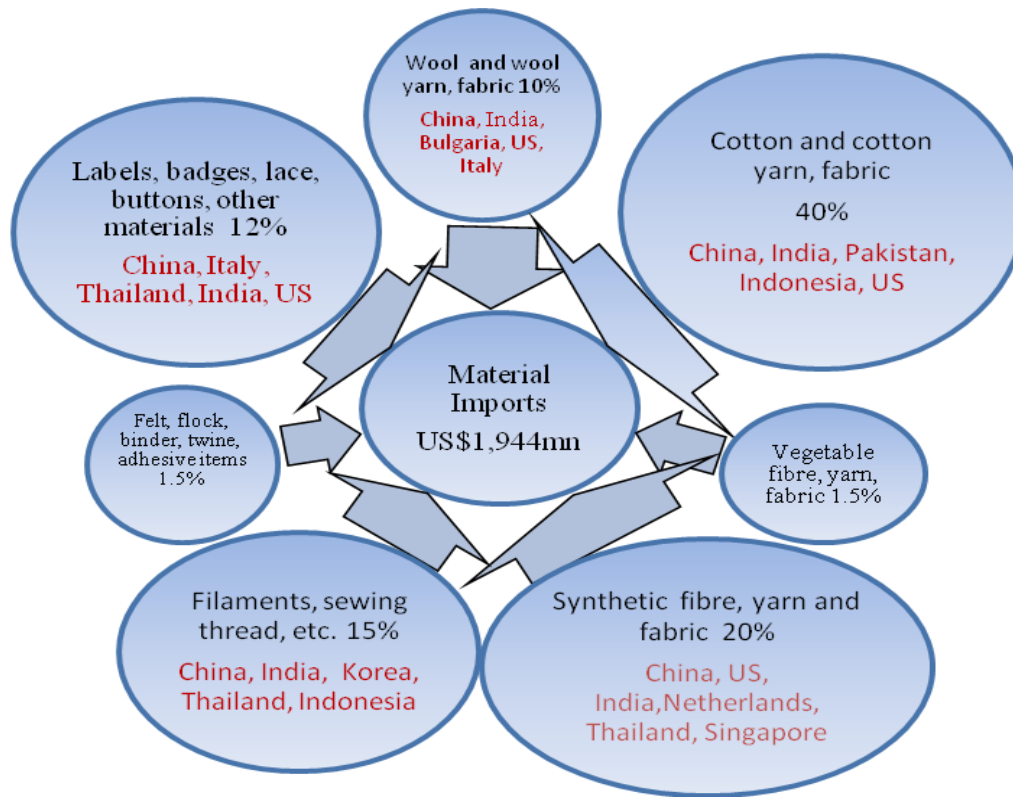 Wool and wool
yarn, fabric 10%
China, India,
Bulgaria, US,
Italy
Cotton and cotton
yarn, fabric
40%
China, India, Pakistan,
Indonesia, US
Labels, badges, lace,
buttons, other
materials 12%
China, Italy,
Thailand, India, US
Material
Imports
US$1,944mn
Felt, flock,
binder, twine,
adhesive items
1.5%
Vegetable
fibre, yarn,
fabric 1.5%
Filaments, sewing
thread, etc. 15%
China, India, Korea,
Thailand, Indonesia
Synthetic fibre, yarn and
fabric 20%
China, US,
India,Netherlands,
Thailand, Singapore